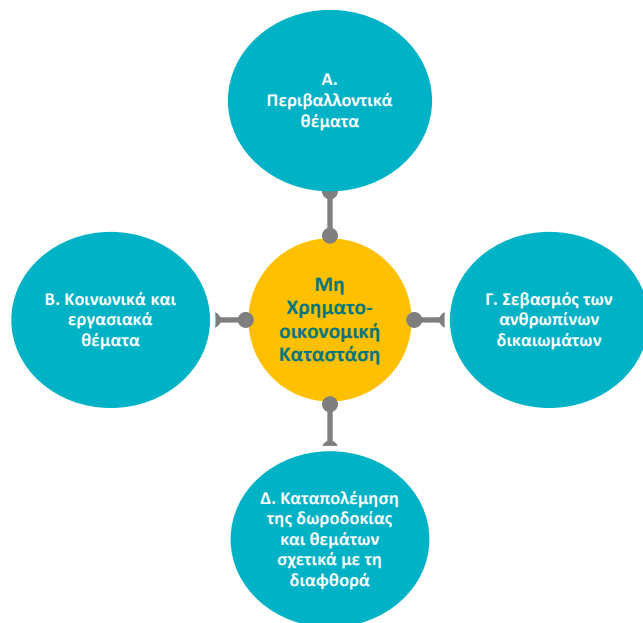 Α.
Περιβαλλοντικά
θέματα
Β. Κοινωνικά και
εργασιακά
θέματα
Μη
Χρηματο-
οικονομική
Καταστάση
Γ. Σεβασμός των
ανθρωπίνων
δικαιωμάτων
Δ. Καταπολέμηση
της δωροδοκίας
και θεμάτων
σχετικά με τη
διαφθορά